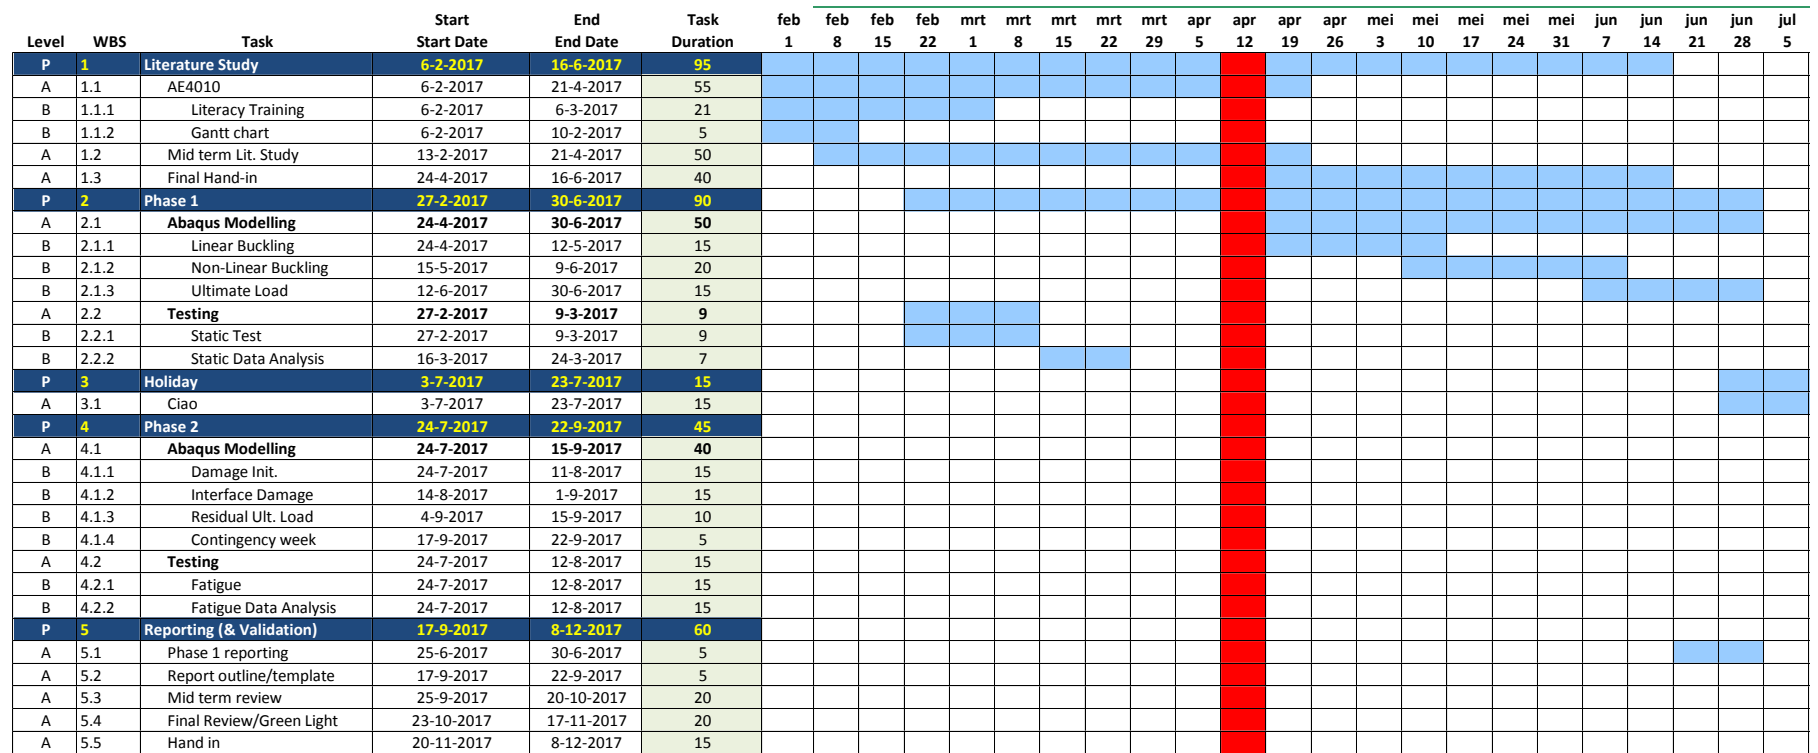 Start End Task feb feb feb feb mrt mrt mrt mrt mrt apr apr apr apr mei mei mei mei mei jun jun jun jun jul
Level WBS Task Start Date End Date Duration 1 8 15 22 1 8 15 22 29 5 12 19 26 3 10 17 24 31 7 14 21 28 5
P 1 Literature Study 6-2-2017 16-6-2017 95
A 1.1 AE4010 6-2-2017 21-4-2017 55
B 1.1.1 Literacy Training 6-2-2017 6-3-2017 21
B 1.1.2 Gantt chart 6-2-2017 10-2-2017 5
A 1.2 Mid term Lit. Study 13-2-2017 21-4-2017 50
A 1.3 Final Hand-in 24-4-2017 16-6-2017 40
P 2 Phase 1 27-2-2017 30-6-2017 90
A 2.1 Abaqus Modelling 24-4-2017 30-6-2017 50
B 2.1.1 Linear Buckling 24-4-2017 12-5-2017 15
B 2.1.2 Non-Linear Buckling 15-5-2017 9-6-2017 20
B 2.1.3 Ultimate Load 12-6-2017 30-6-2017 15
A 2.2 Testing 27-2-2017 9-3-2017 9
B 2.2.1 Static Test 27-2-2017 9-3-2017 9
B 2.2.2 Static Data Analysis 16-3-2017 24-3-2017 7
P 3 Holiday 3-7-2017 23-7-2017 15
A 3.1 Ciao 3-7-2017 23-7-2017 15
P 4 Phase 2 24-7-2017 22-9-2017 45
A 4.1 Abaqus Modelling 24-7-2017 15-9-2017 40
B 4.1.1 Damage Init. 24-7-2017 11-8-2017 15
B 4.1.2 Interface Damage 14-8-2017 1-9-2017 15
B 4.1.3 Residual Ult. Load 4-9-2017 15-9-2017 10
B 4.1.4 Contingency week 17-9-2017 22-9-2017 5
A 4.2 Testing 24-7-2017 12-8-2017 15
B 4.2.1 Fatigue 24-7-2017 12-8-2017 15
B 4.2.2 Fatigue Data Analysis 24-7-2017 12-8-2017 15
P 5 Reporting (& Validation) 17-9-2017 8-12-2017 60
A 5.1 Phase 1 reporting 25-6-2017 30-6-2017 5
A 5.2 Report outline/template 17-9-2017 22-9-2017 5
A 5.3 Mid term review 25-9-2017 20-10-2017 20
A 5.4 Final Review/Green Light 23-10-2017 17-11-2017 20
A 5.5 Hand in 20-11-2017 8-12-2017 15